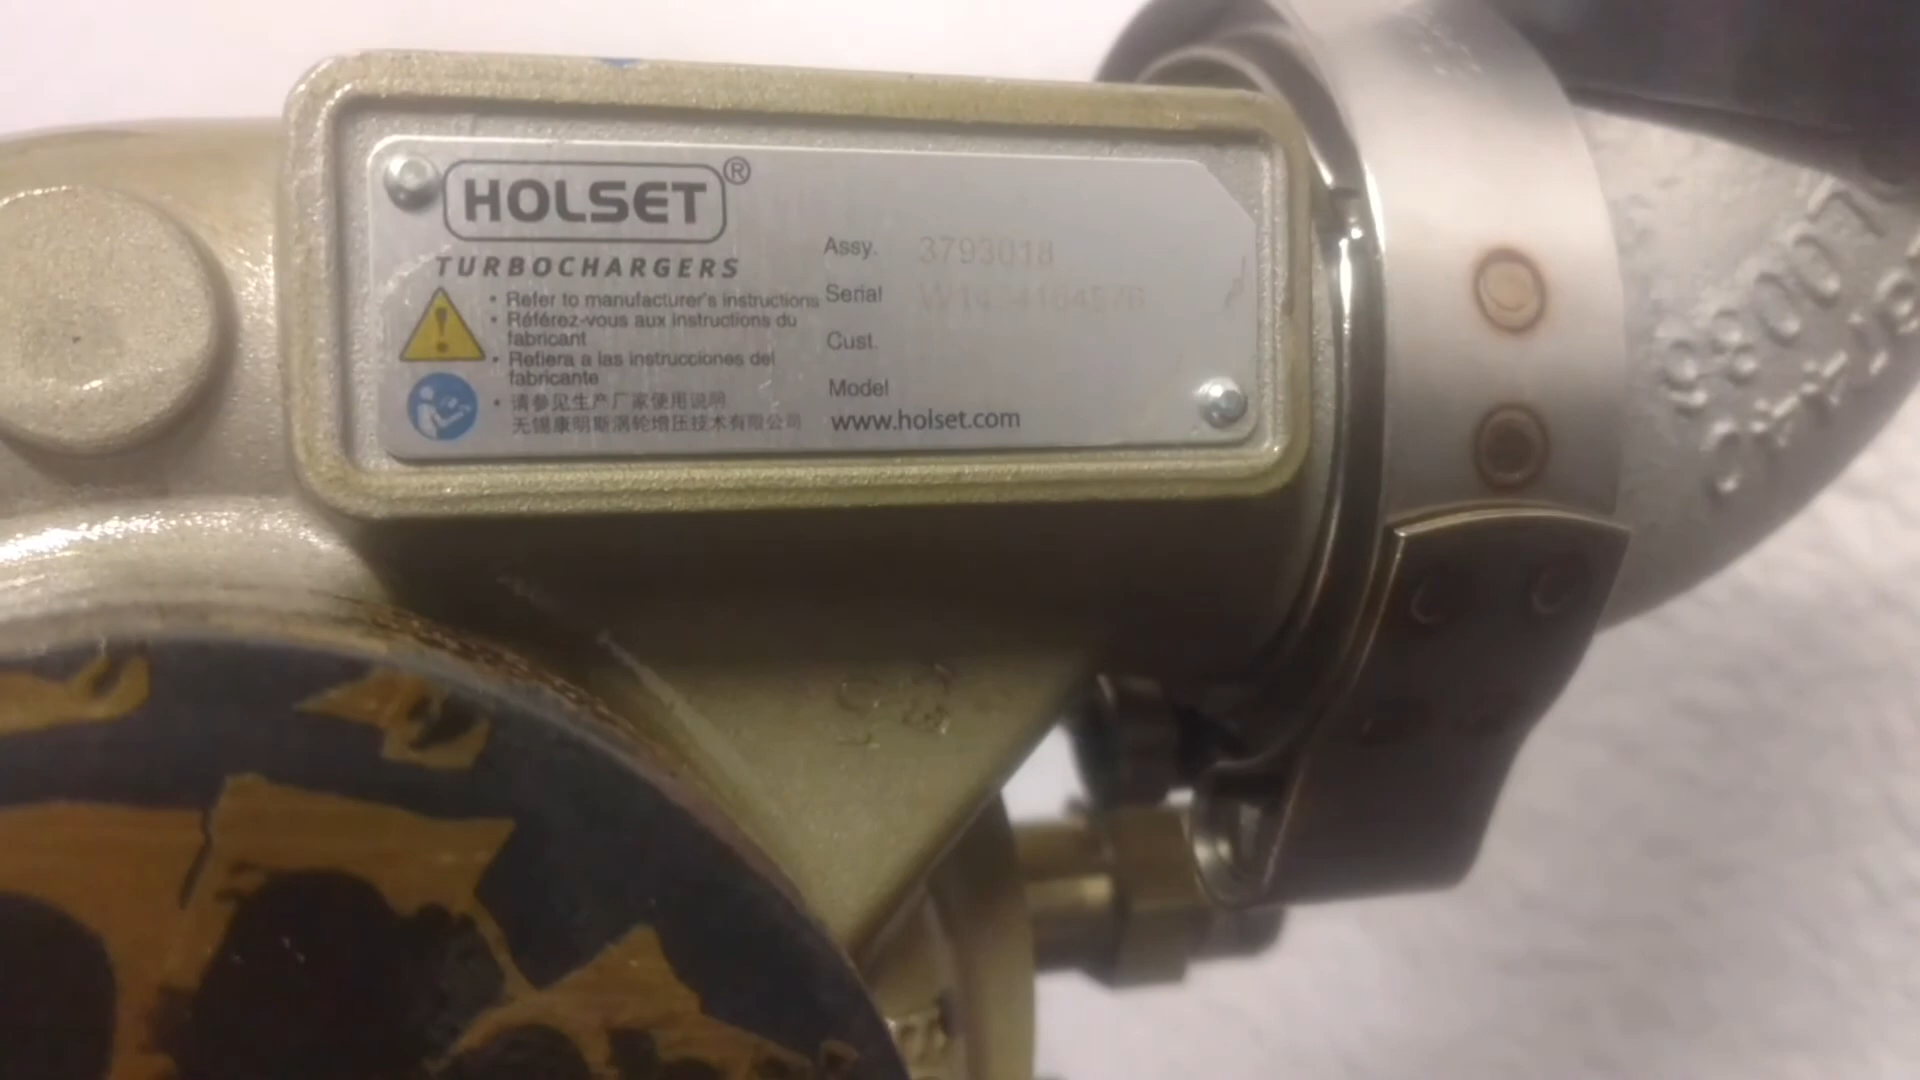 HOLSET®
TURBOCHARGERS
• Refer to manufacturer's instructions
• Référez-vous aux instructions du
fabricant
• Refiera a las instrucciones del
fabricante
• 请参见生产厂家使用说明
无锡康明斯涡轮增压技术有限公司
Assy. 3793018
Serial
Cust.
Model
www.holset.com